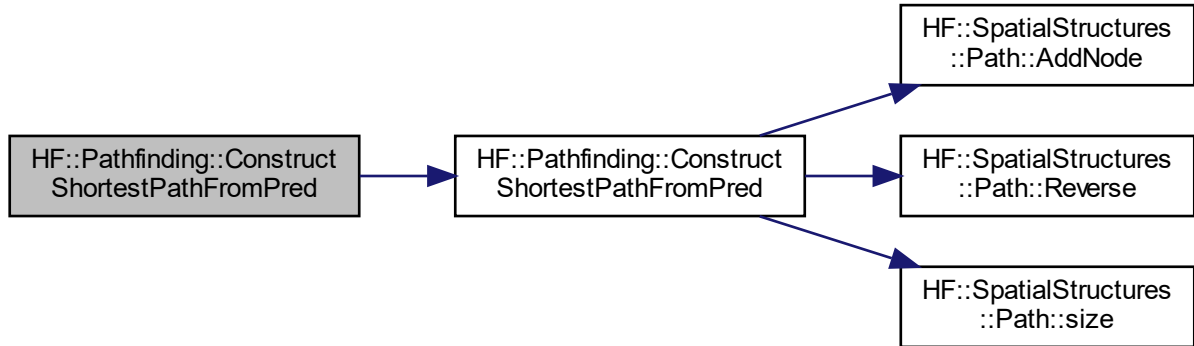 HF::Pathfinding::Construct
ShortestPathFromPred
HF::Pathfinding::Construct
ShortestPathFromPred
HF::SpatialStructures
::Path::AddNode
HF::SpatialStructures
::Path::Reverse
HF::SpatialStructures
::Path::size